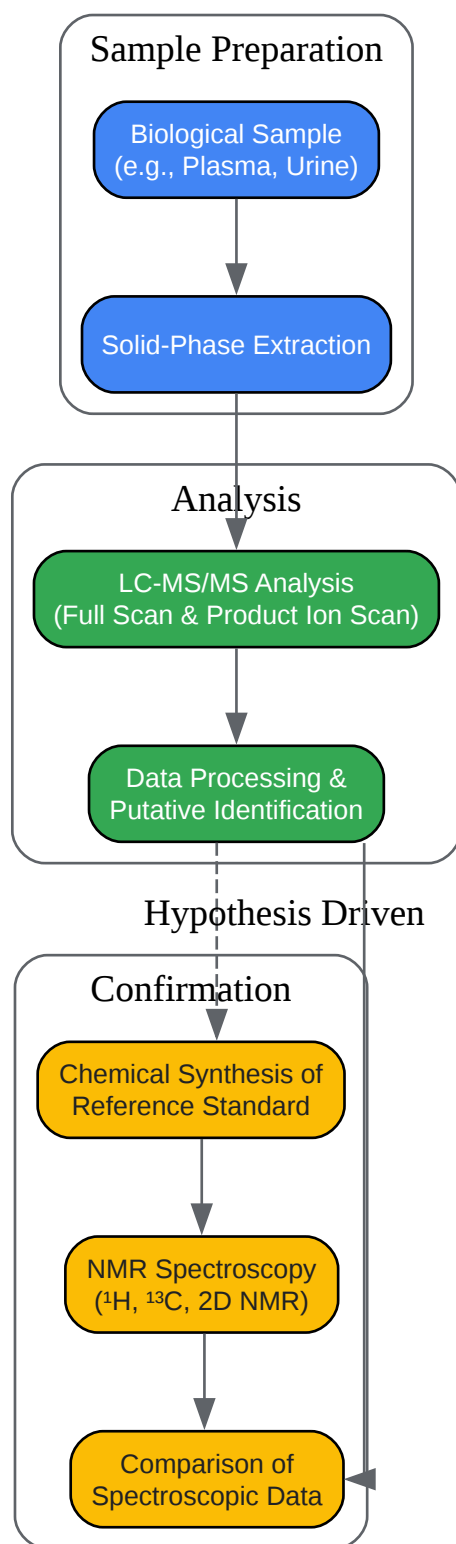 Sample Preparation
Biological Sample
(e.g., Plasma, Urine)
Solid-Phase Extraction
Analysis
LC-MS/MS Analysis
(Full Scan & Product Ion Scan)
Data Processing &
Putative Identification
Hypothesis Driven
Confirmation
Chemical Synthesis of
Reference Standard
NMR Spectroscopy
(¹H, ¹³C, 2D NMR)
Comparison of
Spectroscopic Data